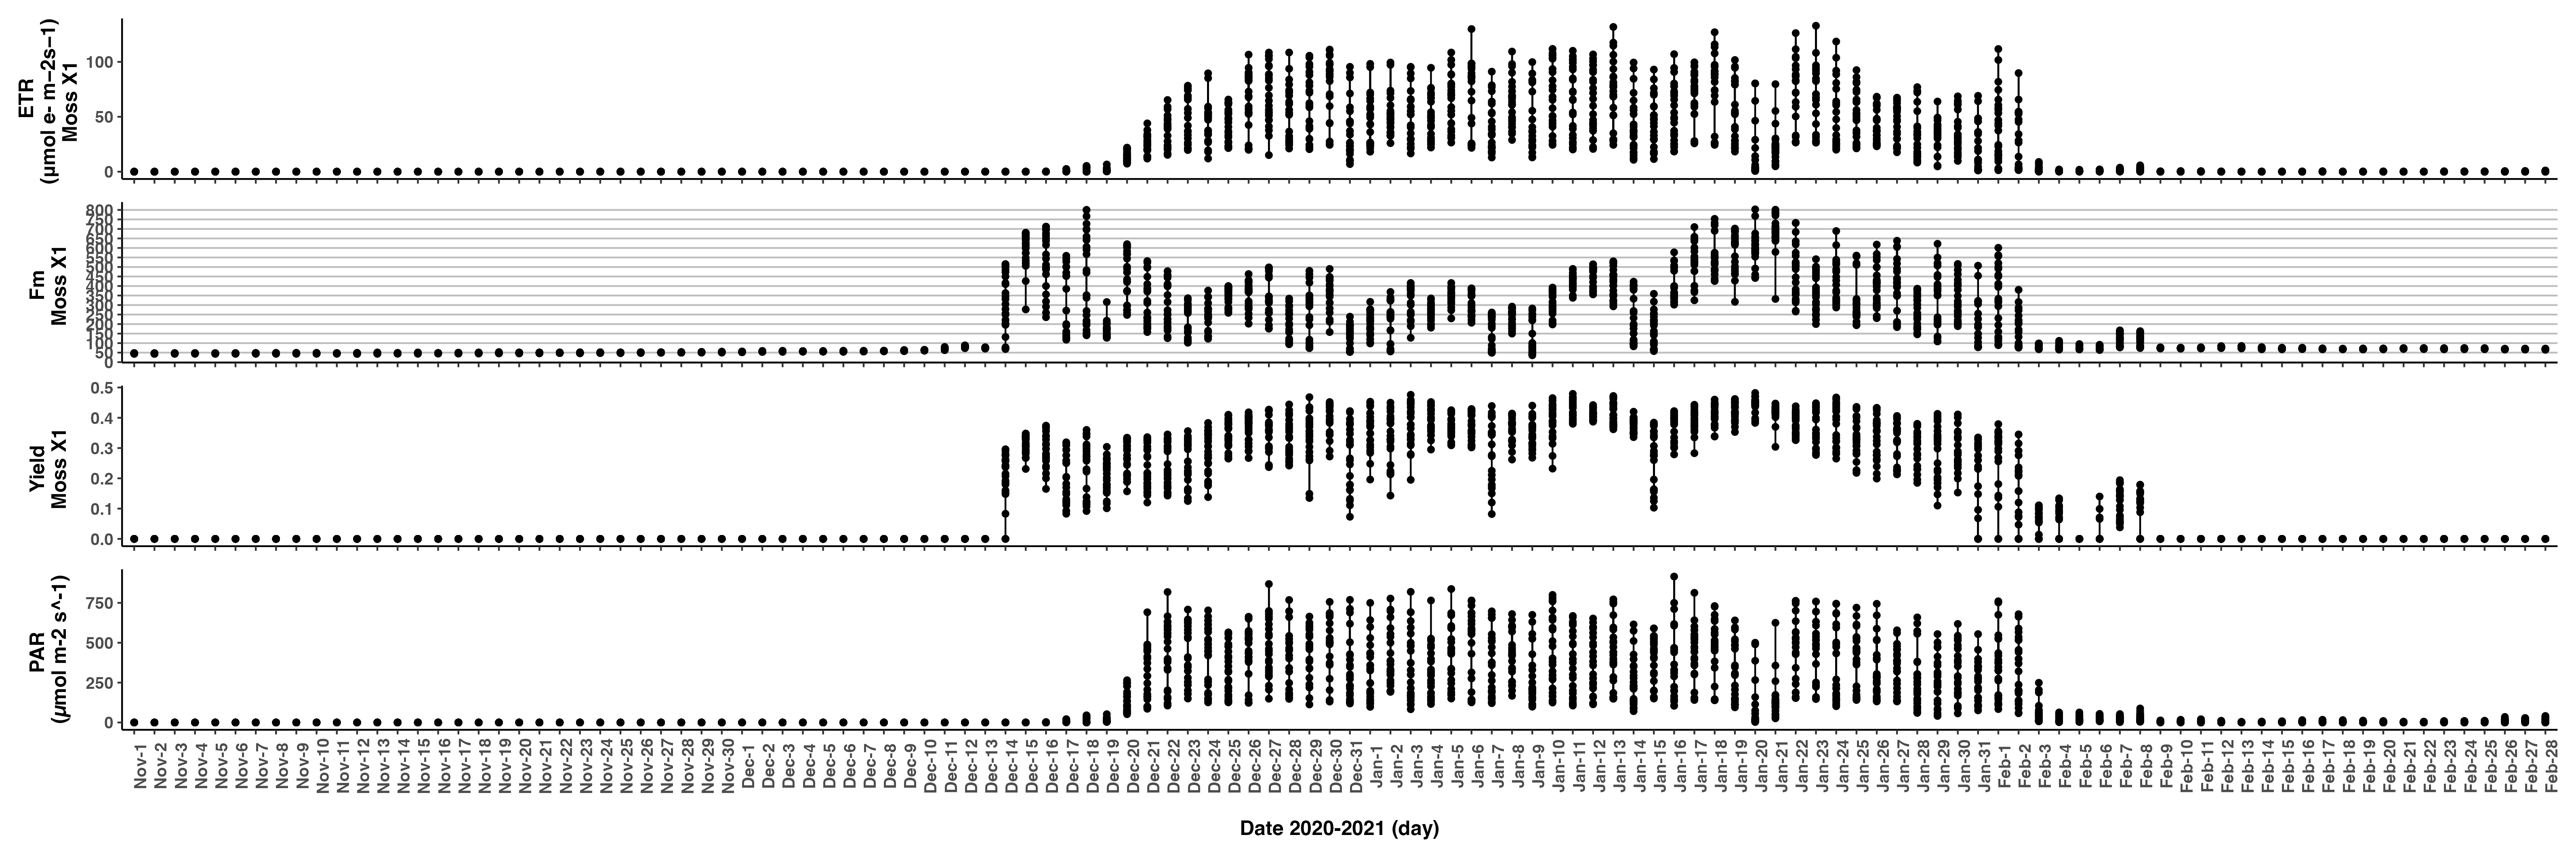 ETR
(µmol e- m−2s−1)
Moss X1
100
50
0
Fm
Moss X1
800
750
700
650
600
550
500
450
400
350
300
250
200
150
100
50
0
Yield
Moss X1
0.5
0.4
0.3
0.2
0.1
0.0
PAR
(µmol m-2 s^-1)
750
500
250
0
Nov-1
Nov-2
Nov-3
Nov-4
Nov-5
Nov-6
Nov-7
Nov-8
Nov-9
Nov-10
Nov-11
Nov-12
Nov-13
Nov-14
Nov-15
Nov-16
Nov-17
Nov-18
Nov-19
Nov-20
Nov-21
Nov-22
Nov-23
Nov-24
Nov-25
Nov-26
Nov-27
Nov-28
Nov-29
Nov-30
Dec-1
Dec-2
Dec-3
Dec-4
Dec-5
Dec-6
Dec-7
Dec-8
Dec-9
Dec-10
Dec-11
Dec-12
Dec-13
Dec-14
Dec-15
Dec-16
Dec-17
Dec-18
Dec-19
Dec-20
Dec-21
Dec-22
Dec-23
Dec-24
Dec-25
Dec-26
Dec-27
Dec-28
Dec-29
Dec-30
Dec-31
Jan-1
Jan-2
Jan-3
Jan-4
Jan-5
Jan-6
Jan-7
Jan-8
Jan-9
Jan-10
Jan-11
Jan-12
Jan-13
Jan-14
Jan-15
Jan-16
Jan-17
Jan-18
Jan-19
Jan-20
Jan-21
Jan-22
Jan-23
Jan-24
Jan-25
Jan-26
Jan-27
Jan-28
Jan-29
Jan-30
Jan-31
Feb-1
Feb-2
Feb-3
Feb-4
Feb-5
Feb-6
Feb-7
Feb-8
Feb-9
Feb-10
Feb-11
Feb-12
Feb-13
Feb-14
Feb-15
Feb-16
Feb-17
Feb-18
Feb-19
Feb-20
Feb-21
Feb-22
Feb-23
Feb-24
Feb-25
Feb-26
Feb-27
Feb-28
Date 2020-2021 (day)